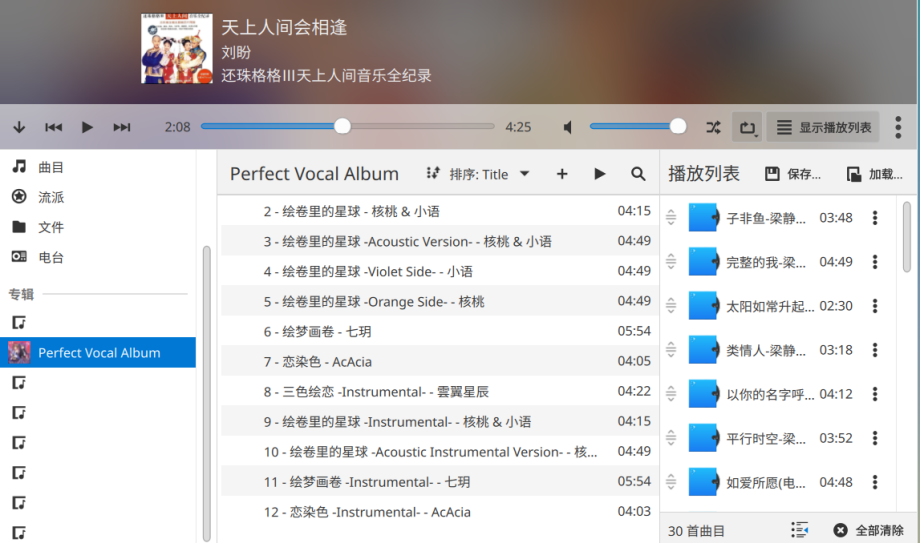 天上人间会相逢
刘盼
还珠格格III天上人间音乐全纪录
2:08
4:25
显示播放列表
曲目
流派
文件
电台
专辑
Perfect Vocal Album
Perfect Vocal Album
排序: Title
2 - 绘卷里的星球 - 核桃 & 小语 04:15
3 - 绘卷里的星球 -Acoustic Version- - 核桃 & 小语 04:49
4 - 绘卷里的星球 -Violet Side- - 小语 04:49
5 - 绘卷里的星球 -Orange Side- - 核桃 04:49
6 - 绘梦画卷 - 七玥 05:54
7 - 恋染色 - AcAcia 04:05
8 - 三色绘恋 -Instrumental- - 雲翼星辰 04:22
9 - 绘卷里的星球 -Instrumental- - 核桃 & 小语 04:15
10 - 绘卷里的星球 -Acoustic Instrumental Version- - 核... 04:49
11 - 绘梦画卷 -Instrumental- - 七玥 05:54
12 - 恋染色 -Instrumental- - AcAcia 04:03
播放列表
保存...
加载...
子非鱼-梁静... 03:48
完整的我-梁... 04:49
太阳如常升起... 02:30
类情人-梁静... 03:18
以你的名字呼... 04:12
平行时空-梁... 03:52
如爱所愿(电... 04:48
30 首曲目
全部清除